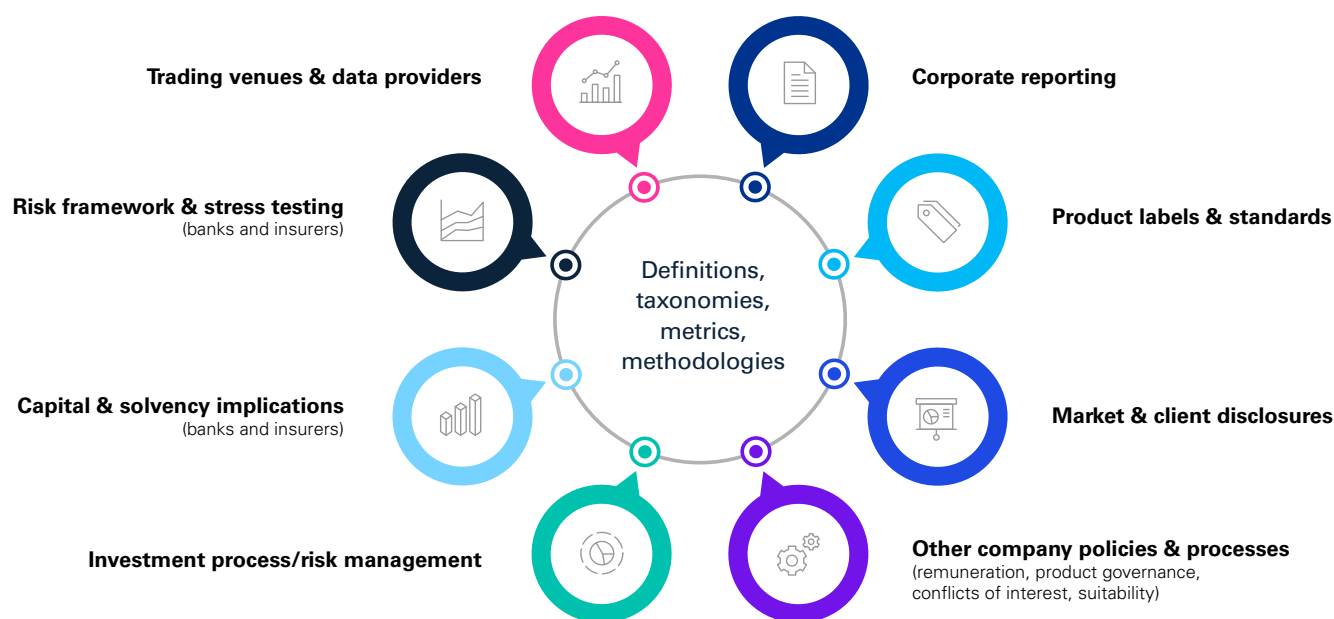 Trading venues & data providers
Corporate reporting
Risk framework & stress testing
(banks and insurers)
Product labels & standards
Definitions,
taxonomies,
metrics,
methodologies
Capital & solvency implications
(banks and insurers)
Market & client disclosures
Investment process/risk management
Other company policies & processes
(remuneration, product governance,
conflicts of interest, suitability)